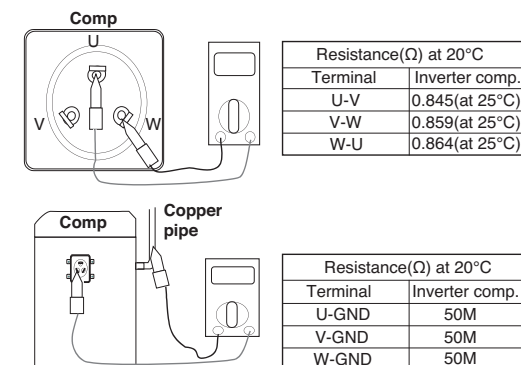 Comp
U
V
W
Resistance(Ω) at 20°C
Terminal Inverter comp.
U-V 0.845(at 25°C)
V-W 0.859(at 25°C)
W-U 0.864(at 25°C)
Comp
Copper
pipe
Resistance(Ω) at 20°C
Terminal Inverter comp.
U-GND 50M
V-GND 50M
W-GND 50M